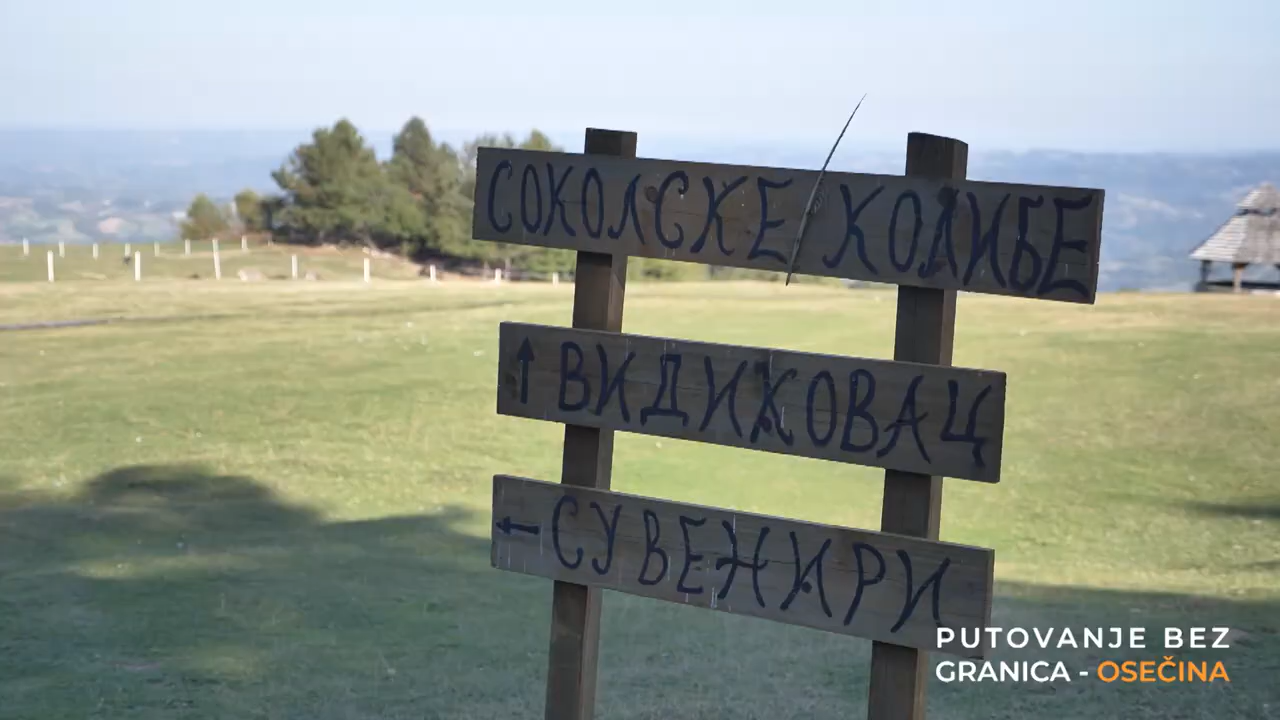 СОКОЛСКЕ КОЛИБЕ
↑ ВИДИКОВАЦ
← СУВЕНИРИ
PUTOVANJE BEZ
GRANICA - OSEČINA